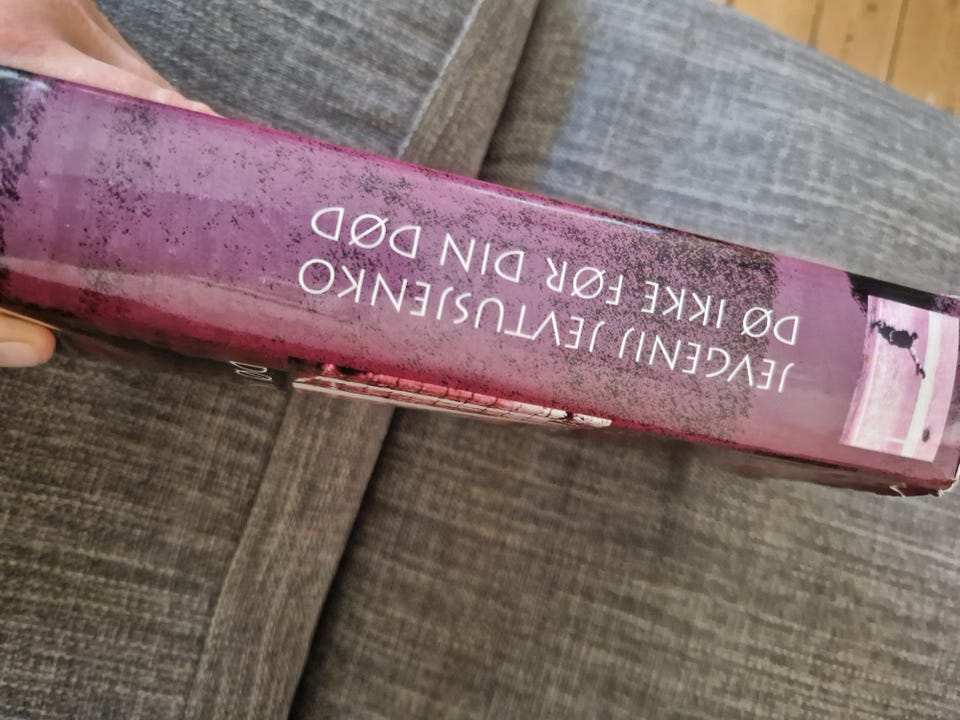 JEVGENIJ JEVTUSJENKO
DØ IKKE FØR DIN DØD